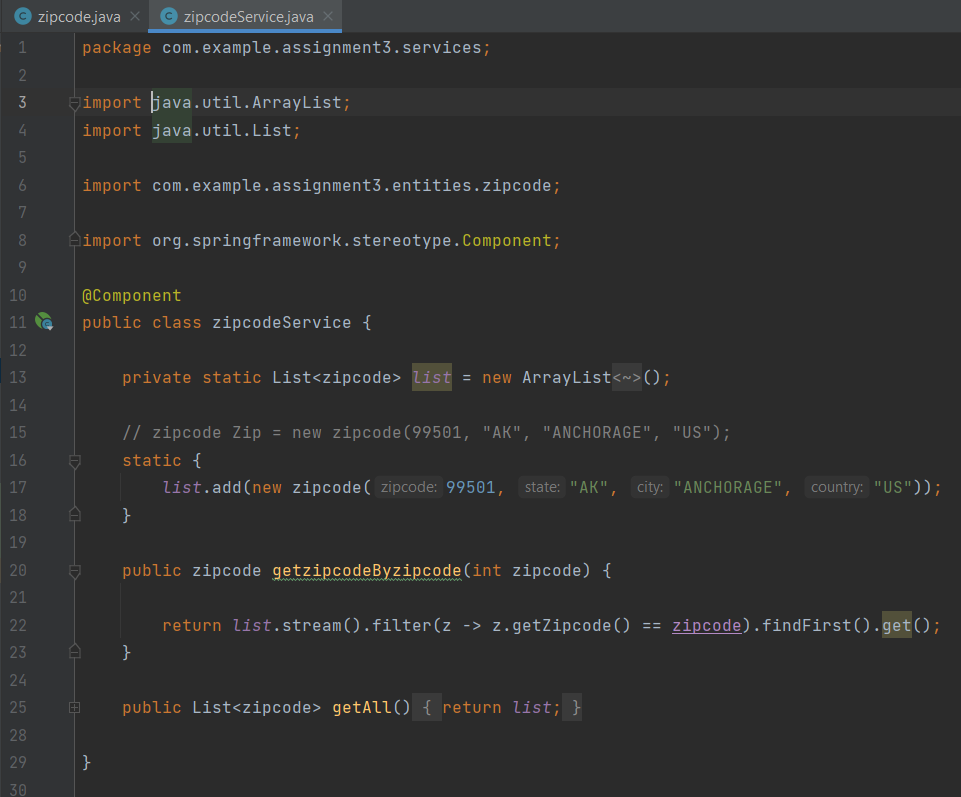 zipcode.java zipcodeService.java
1 package com.example.assignment3.services;
2
3 import java.util.ArrayList;
4 import java.util.List;
5
6 import com.example.assignment3.entities.zipcode;
7
8 import org.springframework.stereotype.Component;
9
10 @Component
11 public class zipcodeService {
12
13 private static List<zipcode> list = new ArrayList<~>();
14
15 // zipcode Zip = new zipcode(99501, "AK", "ANCHORAGE", "US");
16 static {
17 list.add(new zipcode( zipcode: 99501, state: "AK", city: "ANCHORAGE", country: "US"));
18 }
19
20 public zipcode getzipcodeByzipcode(int zipcode) {
21
22 return list.stream().filter(z -> z.getZipcode() == zipcode).findFirst().get();
23 }
24
25 public List<zipcode> getAll() { return list; }
28
29 }
30